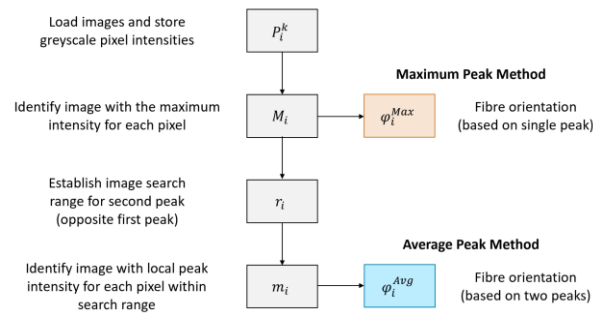 Load images and store
greyscale pixel intensities
P_i^k
Maximum Peak Method
Identify image with the maximum
intensity for each pixel
M_i
φ_i^{Max}
Fibre orientation
(based on single peak)
Establish image search
range for second peak
(opposite first peak)
r_i
Average Peak Method
Identify image with local peak
intensity for each pixel within
search range
m_i
φ_i^{Avg}
Fibre orientation
(based on two peaks)